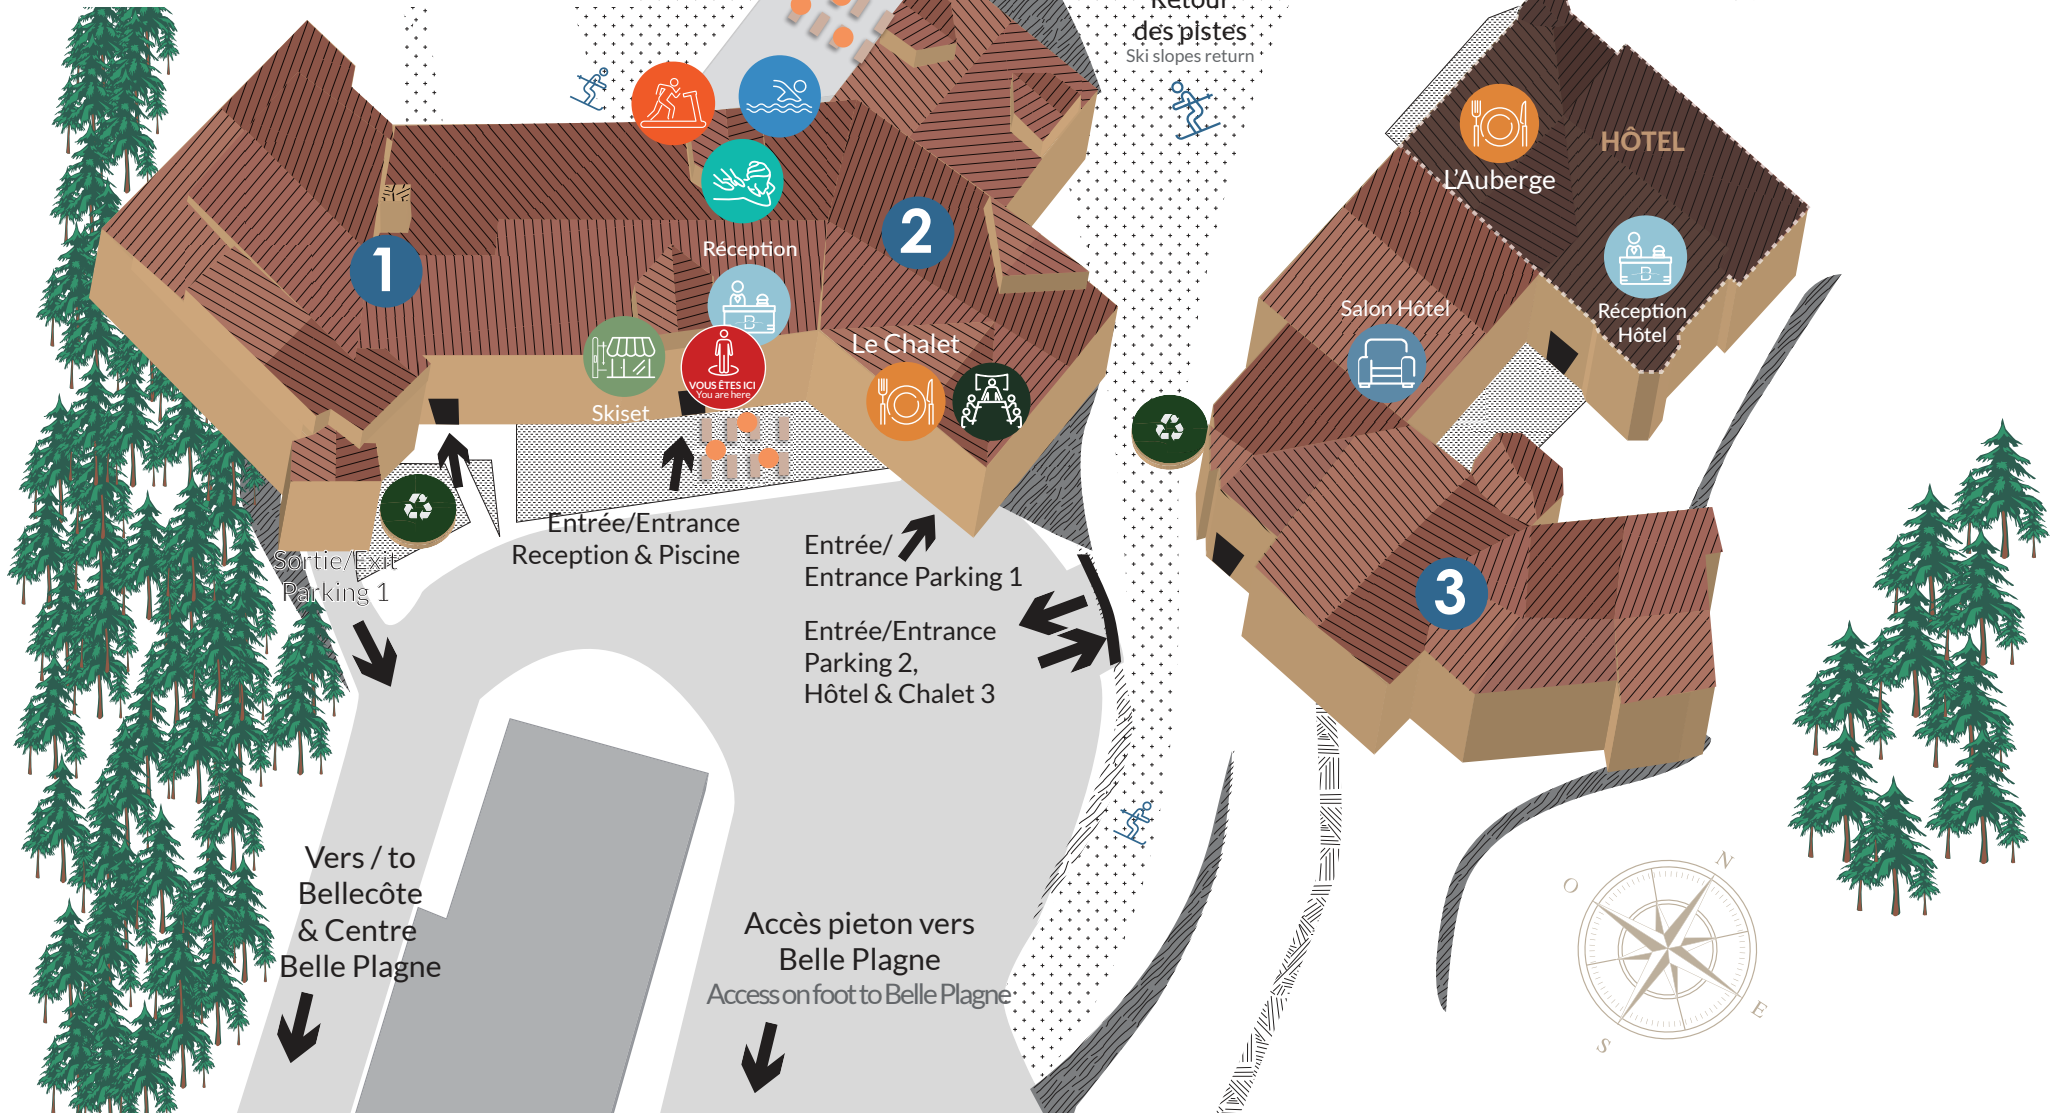 Retour
des pistes
Ski slopes return
HÔTEL
L'Auberge
1
2
Réception
B
Réception
Hôtel
B
Salon Hôtel
Le Chalet
VOUS ÊTES ICI
You are here
Skiset
Entrée/Entrance
Reception & Piscine
Sortie/Exit
Parking 1
Entrée/
Entrance Parking 1
Entrée/Entrance
Parking 2,
Hôtel & Chalet 3
3
Vers / to
Bellecôte
& Centre
Belle Plagne
Accès pieton vers
Belle Plagne
Access on foot to Belle Plagne
N
O
E
S